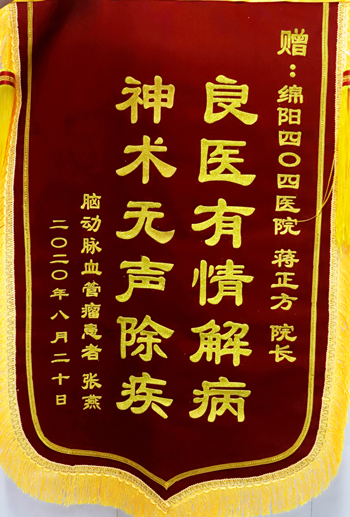 赠：绵阳四〇四医院 蒋正方 院长
良医有情解病
神术无声除疾
脑动脉血管瘤患者 张燕
二〇二〇年八月二十日